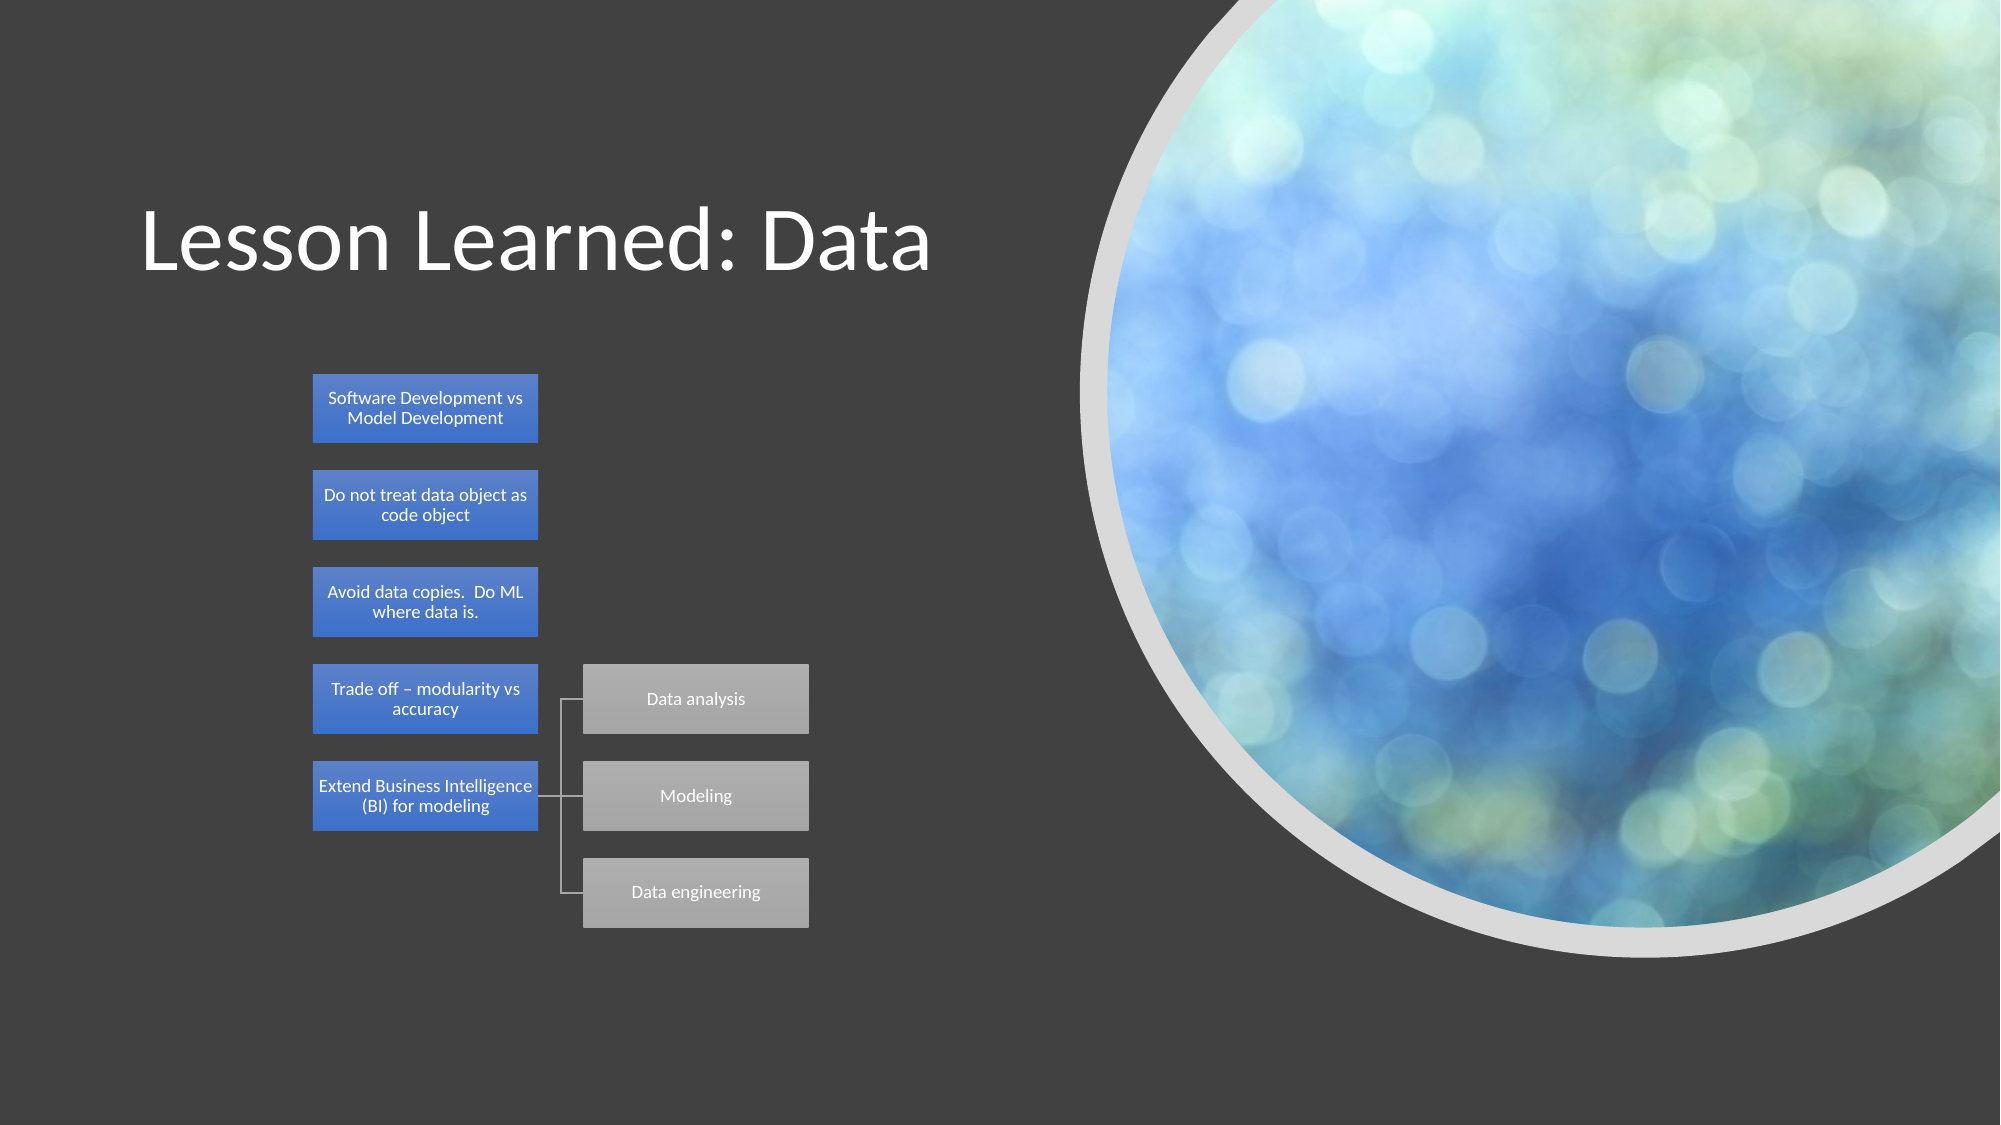 Lesson Learned: Data
Software Development vs
Model Development
Do not treat data object as
code object
Avoid data copies.  Do ML
where data is.
Trade off – modularity vs
accuracy
Extend Business Intelligence
(BI) for modeling
Data analysis
Modeling
Data engineering